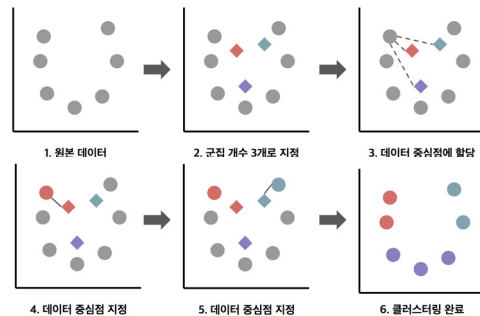 1. 원본 데이터
2. 군집 개수 3개로 지정
3. 데이터 중심점에 할당
4. 데이터 중심점 지정
5. 데이터 중심점 지정
6. 클러스터링 완료